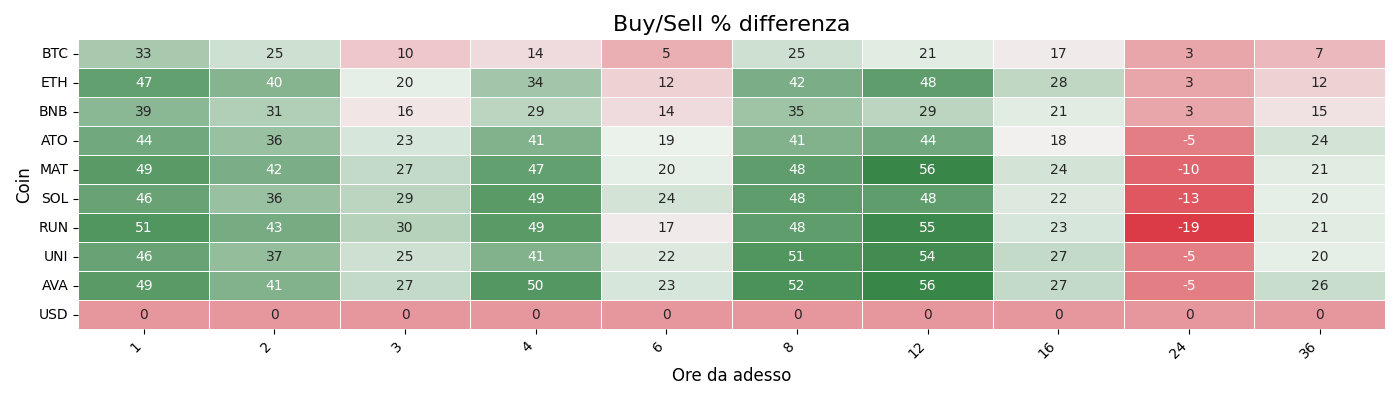 Buy/Sell % differenza
Coin
BTC 33 25 10 14 5 25 21 17 3 7
ETH 47 40 20 34 12 42 48 28 3 12
BNB 39 31 16 29 14 35 29 21 3 15
ATO 44 36 23 41 19 41 44 18 -5 24
MAT 49 42 27 47 20 48 56 24 -10 21
SOL 46 36 29 49 24 48 48 22 -13 20
RUN 51 43 30 49 17 48 55 23 -19 21
UNI 46 37 25 41 22 51 54 27 -5 20
AVA 49 41 27 50 23 52 56 27 -5 26
USD 0 0 0 0 0 0 0 0 0 0
1 2 3 4 6 8 12 16 24 36
Ore da adesso